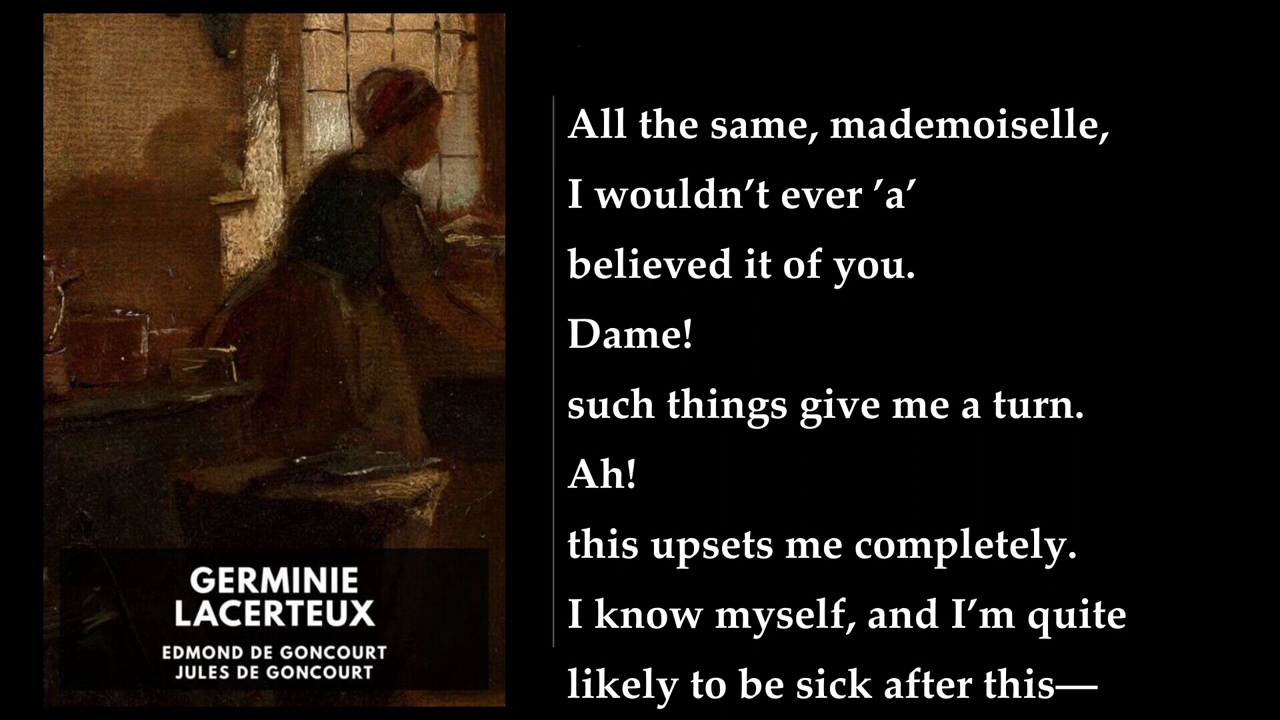 GERMINIE
LACERTEUX
EDMOND DE GONCOURT
JULES DE GONCOURT
All the same, mademoiselle,
I wouldn’t ever ’a’
believed it of you.
Dame!
such things give me a turn.
Ah!
this upsets me completely.
I know myself, and I’m quite
likely to be sick after this—